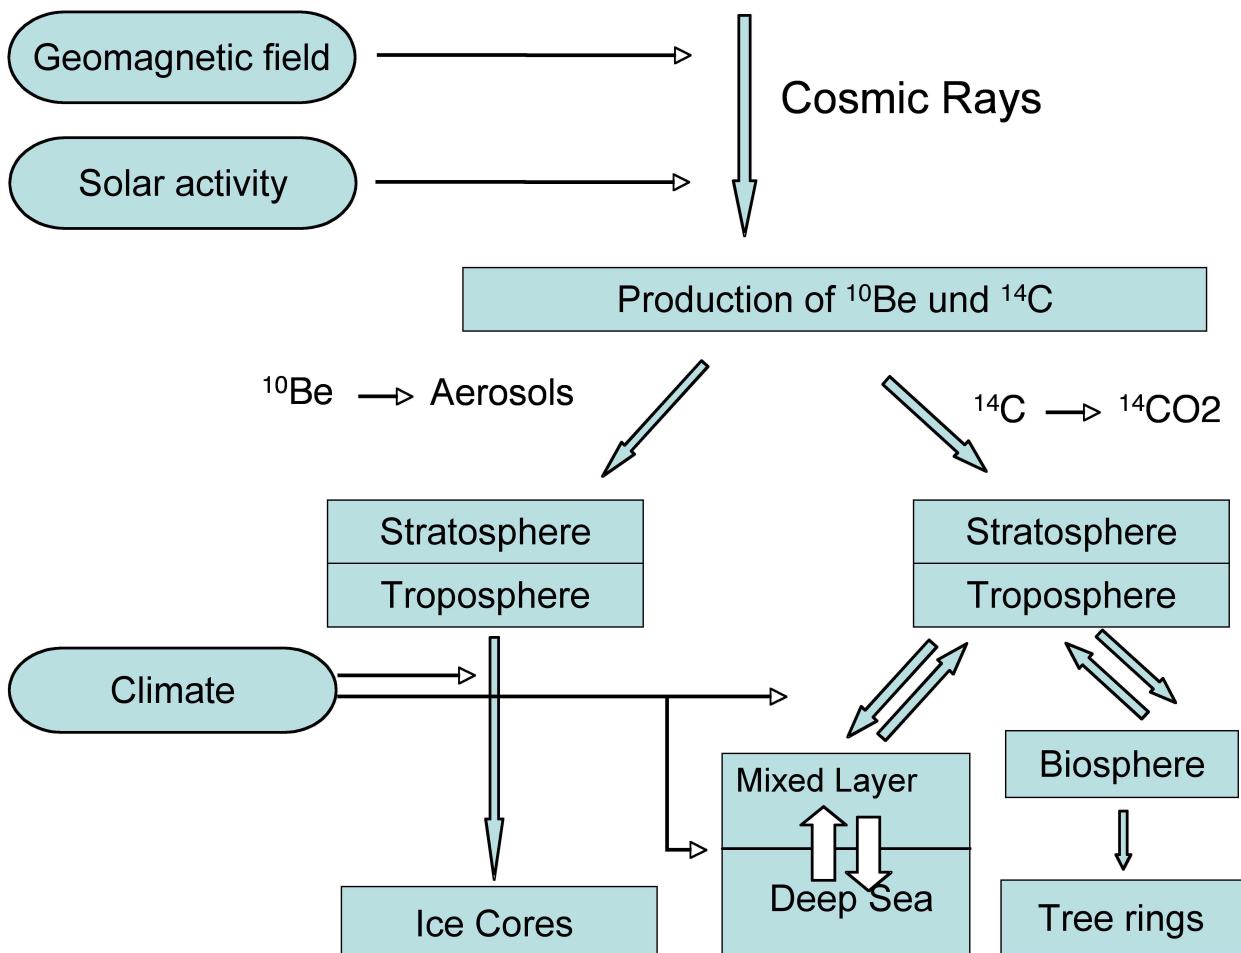 Geomagnetic field
Cosmic Rays
Solar activity
Production of ¹⁰Be und ¹⁴C
¹⁰Be → Aerosols
¹⁴C → ¹⁴CO2
Stratosphere
Troposphere
Stratosphere
Troposphere
Climate
Mixed Layer
Deep Sea
Biosphere
Ice Cores
Tree rings